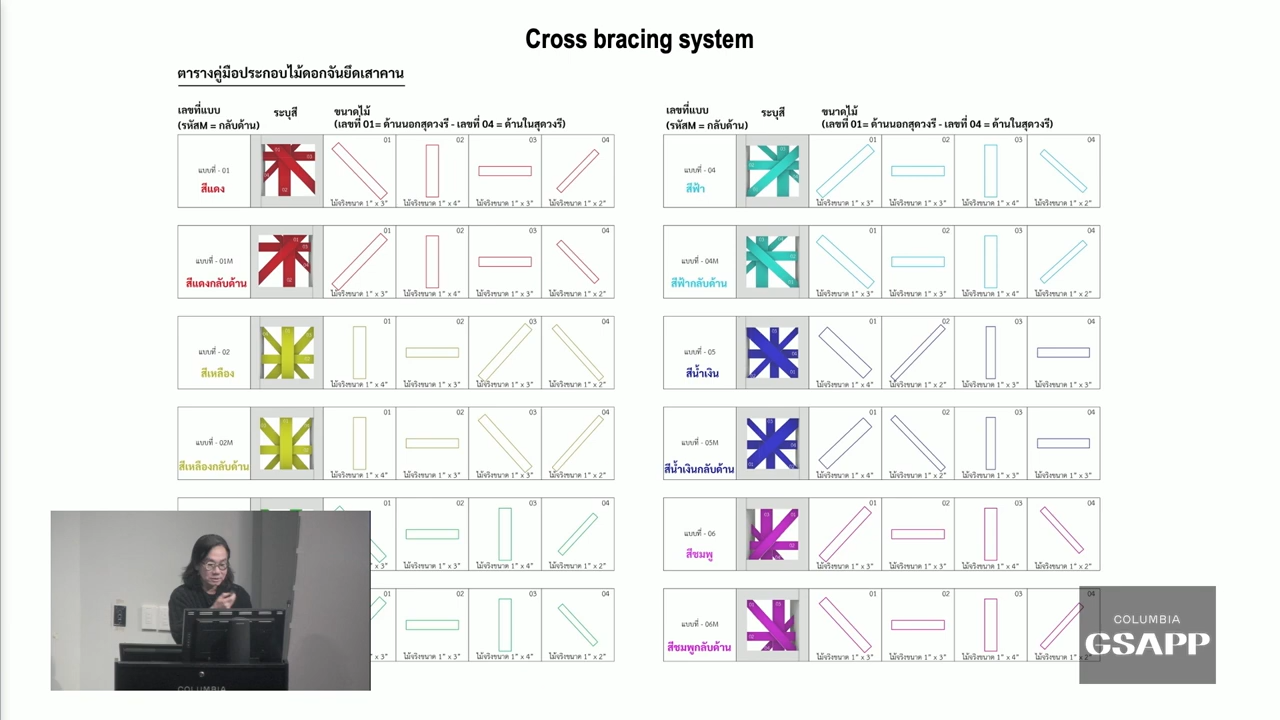 Cross bracing system
ตารางคู่มือประกอบไม้ดอกจันยึดเสาคาน
เลขที่แบบ
(รหัสM = กลับด้าน)
ระบุสี
ขนาดไม้
(เลขที่ 01= ด้านนอกสุดวงรี - เลขที่ 04 = ด้านในสุดวงรี)
แบบที่ - 01
สีแดง
01 02 03 04
ไม้จริงขนาด 1” x 3” ไม้จริงขนาด 1” x 4” ไม้จริงขนาด 1” x 3” ไม้จริงขนาด 1” x 2”
แบบที่ - 01M
สีแดงกลับด้าน
01 02 03 04
ไม้จริงขนาด 1” x 3” ไม้จริงขนาด 1” x 4” ไม้จริงขนาด 1” x 3” ไม้จริงขนาด 1” x 2”
แบบที่ - 02
สีเหลือง
01 02 03 04
ไม้จริงขนาด 1” x 4” ไม้จริงขนาด 1” x 3” ไม้จริงขนาด 1” x 3” ไม้จริงขนาด 1” x 2”
แบบที่ - 02M
สีเหลืองกลับด้าน
01 02 03 04
ไม้จริงขนาด 1” x 4” ไม้จริงขนาด 1” x 3” ไม้จริงขนาด 1” x 3” ไม้จริงขนาด 1” x 2”
01 02 03 04
x 3” ไม้จริงขนาด 1” x 3” ไม้จริงขนาด 1” x 4” ไม้จริงขนาด 1” x 2”
01 02 03 04
x 3” ไม้จริงขนาด 1” x 3” ไม้จริงขนาด 1” x 4” ไม้จริงขนาด 1” x 2”
เลขที่แบบ
(รหัสM = กลับด้าน)
ระบุสี
ขนาดไม้
(เลขที่ 01= ด้านนอกสุดวงรี - เลขที่ 04 = ด้านในสุดวงรี)
แบบที่ - 04
สีฟ้า
01 02 03 04
ไม้จริงขนาด 1” x 3” ไม้จริงขนาด 1” x 3” ไม้จริงขนาด 1” x 4” ไม้จริงขนาด 1” x 2”
แบบที่ - 04M
สีฟ้ากลับด้าน
01 02 03 04
ไม้จริงขนาด 1” x 3” ไม้จริงขนาด 1” x 3” ไม้จริงขนาด 1” x 4” ไม้จริงขนาด 1” x 2”
แบบที่ - 05
สีน้ำเงิน
01 02 03 04
ไม้จริงขนาด 1” x 4” ไม้จริงขนาด 1” x 2” ไม้จริงขนาด 1” x 3” ไม้จริงขนาด 1” x 3”
แบบที่ - 05M
สีน้ำเงินกลับด้าน
01 02 03 04
ไม้จริงขนาด 1” x 4” ไม้จริงขนาด 1” x 2” ไม้จริงขนาด 1” x 3” ไม้จริงขนาด 1” x 3”
แบบที่ - 06
สีชมพู
01 02 03 04
ไม้จริงขนาด 1” x 3” ไม้จริงขนาด 1” x 3” ไม้จริงขนาด 1” x 4” ไม้จริงขนาด 1” x 2”
แบบที่ - 06M
สีชมพูกลับด้าน
01 02 03 04
ไม้จริงขนาด 1” x 3” ไม้จริงขนาด 1” x 3” ไม้จริงขนาด 1” x 4”
COLUMBIA
COLUMBIA
GSAPP